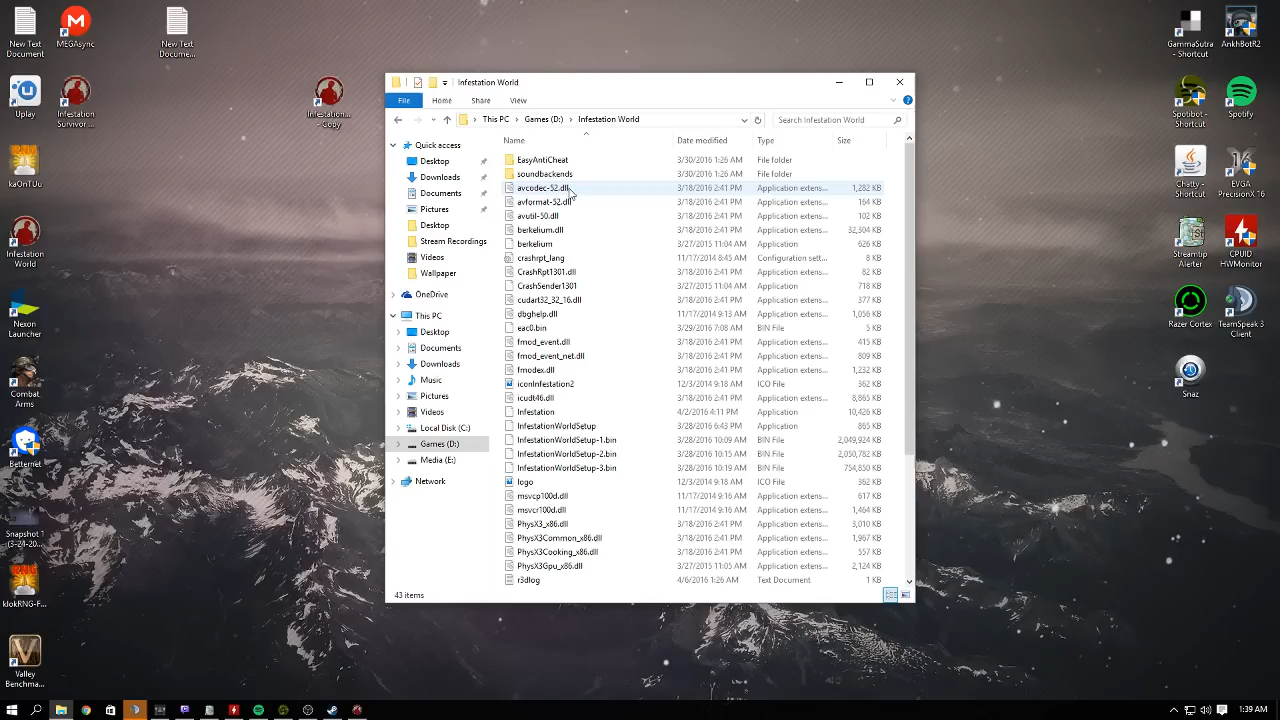 New Text
Document
MEGAsync
New Text
Docume...
Uplay
Infestation
Survivor ...
Infestation
... - Copy
kaOnTUu
Infestation
World
Nexon
Launcher
Combat
Arms
Betternet
Snapshot 1
(3-24-20...
klokRNG-F...
Valley
Benchma...
Infestation World
File
Home
Share
View
This PC
Games (D:)
Infestation World
Search Infestation World
Name
Date modified
Type
Size
Quick access
Desktop
Downloads
Documents
Pictures
Desktop
Stream Recordings
Videos
Wallpaper
OneDrive
This PC
Desktop
Documents
Downloads
Music
Pictures
Videos
Local Disk (C:)
Games (D:)
Media (E:)
Network
EasyAntiCheat 3/30/2016 1:26 AM File folder
soundbackends 3/30/2016 1:26 AM File folder
avcodec-52.dll 3/18/2016 2:41 PM Application extens... 1,282 KB
avformat-52.dll 3/18/2016 2:41 PM Application extens... 164 KB
avutil-50.dll 3/18/2016 2:41 PM Application extens... 102 KB
berkelium.dll 3/18/2016 2:41 PM Application extens... 32,304 KB
berkelium 3/27/2015 11:04 AM Application 626 KB
crashrpt_lang 11/17/2014 8:45 AM Configuration sett... 8 KB
CrashRpt1301.dll 3/18/2016 2:41 PM Application extens... 82 KB
CrashSender1301 3/27/2015 11:04 AM Application 718 KB
cudart32_32_16.dll 3/18/2016 2:41 PM Application extens... 377 KB
dbghelp.dll 11/17/2014 9:13 AM Application extens... 1,056 KB
eac0.bin 3/29/2016 7:08 AM BIN File 5 KB
fmod_event.dll 3/18/2016 2:41 PM Application extens... 415 KB
fmod_event_net.dll 3/18/2016 2:41 PM Application extens... 809 KB
fmodex.dll 3/18/2016 2:41 PM Application extens... 1,232 KB
iconInfestation2 12/3/2014 9:18 AM ICO File 362 KB
icudt46.dll 3/18/2016 2:41 PM Application extens... 8,865 KB
Infestation 4/2/2016 4:11 PM Application 10,426 KB
InfestationWorldSetup 3/28/2016 6:43 PM Application 865 KB
InfestationWorldSetup-1.bin 3/28/2016 10:09 AM BIN File 2,049,924 KB
InfestationWorldSetup-2.bin 3/28/2016 10:15 AM BIN File 2,050,782 KB
InfestationWorldSetup-3.bin 3/28/2016 10:19 AM BIN File 754,850 KB
logo 12/3/2014 9:18 AM ICO File 362 KB
msvcp100d.dll 11/17/2014 9:16 AM Application extens... 617 KB
msvcr100d.dll 11/17/2014 9:16 AM Application extens... 1,464 KB
PhysX3_x86.dll 3/18/2016 2:41 PM Application extens... 3,010 KB
PhysX3Common_x86.dll 3/18/2016 2:41 PM Application extens... 1,967 KB
PhysX3Cooking_x86.dll 3/18/2016 2:41 PM Application extens... 557 KB
PhysX3Gpu_x86.dll 3/27/2015 11:05 AM Application extens... 2,124 KB
r3dlog 4/6/2016 1:26 AM Text Document 1 KB
43 items
GammaSutra
- Shortcut
AnkhBotR2
Spotbot -
Shortcut
Spotify
Chatty -
Shortcut
EVGA
PrecisionX 16
Streamtip
Alerter
CPUID
HWMonitor
Razer Cortex
TeamSpeak 3
Client
Snaz
1:39 AM